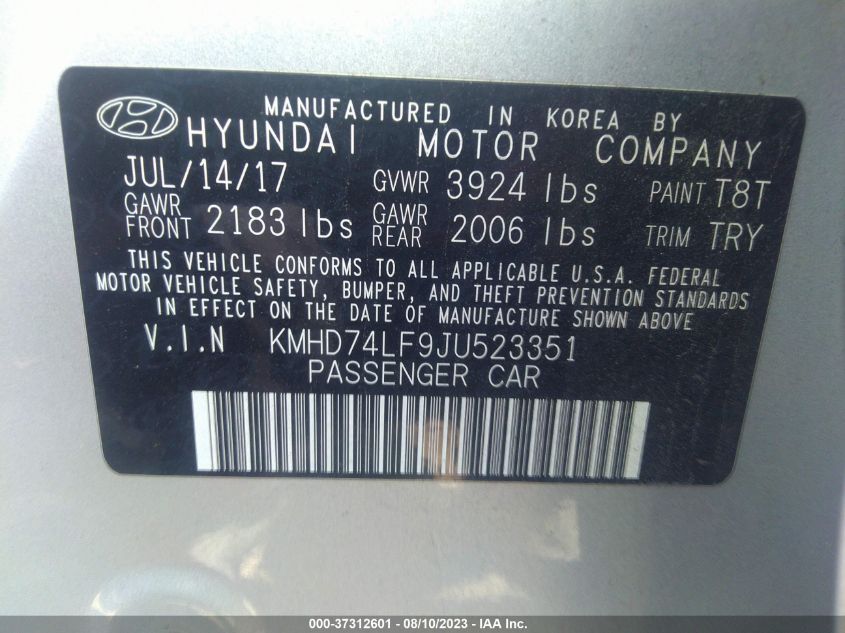 MANUFACTURED IN KOREA BY
HYUNDAI MOTOR COMPANY
JUL/14/17 GVWR 3924 lbs PAINT T8T
GAWR FRONT 2183 lbs GAWR REAR 2006 lbs TRIM TRY
THIS VEHICLE CONFORMS TO ALL APPLICABLE U.S.A. FEDERAL
MOTOR VEHICLE SAFETY, BUMPER, AND THEFT PREVENTION STANDARDS
IN EFFECT ON THE DATE OF MANUFACTURE SHOWN ABOVE
V.I.N KMHD74LF9JU523351
PASSENGER CAR
000-37312601 - 08/10/2023 - IAA Inc.